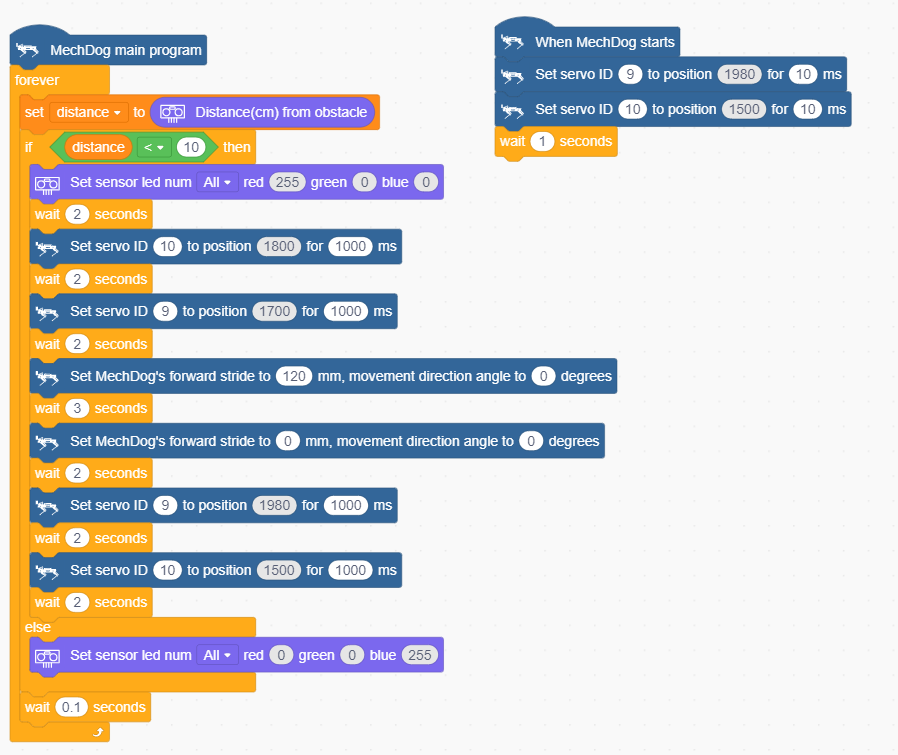 MechDog main program
forever
set distance to Distance(cm) from obstacle
if distance < 10 then
Set sensor led num All red 255 green 0 blue 0
wait 2 seconds
Set servo ID 10 to position 1800 for 1000 ms
wait 2 seconds
Set servo ID 9 to position 1700 for 1000 ms
wait 2 seconds
Set MechDog's forward stride to 120 mm, movement direction angle to 0 degrees
wait 3 seconds
Set MechDog's forward stride to 0 mm, movement direction angle to 0 degrees
wait 2 seconds
Set servo ID 9 to position 1980 for 1000 ms
wait 2 seconds
Set servo ID 10 to position 1500 for 1000 ms
wait 2 seconds
else
Set sensor led num All red 0 green 0 blue 255
wait 0.1 seconds
When MechDog starts
Set servo ID 9 to position 1980 for 10 ms
Set servo ID 10 to position 1500 for 10 ms
wait 1 seconds